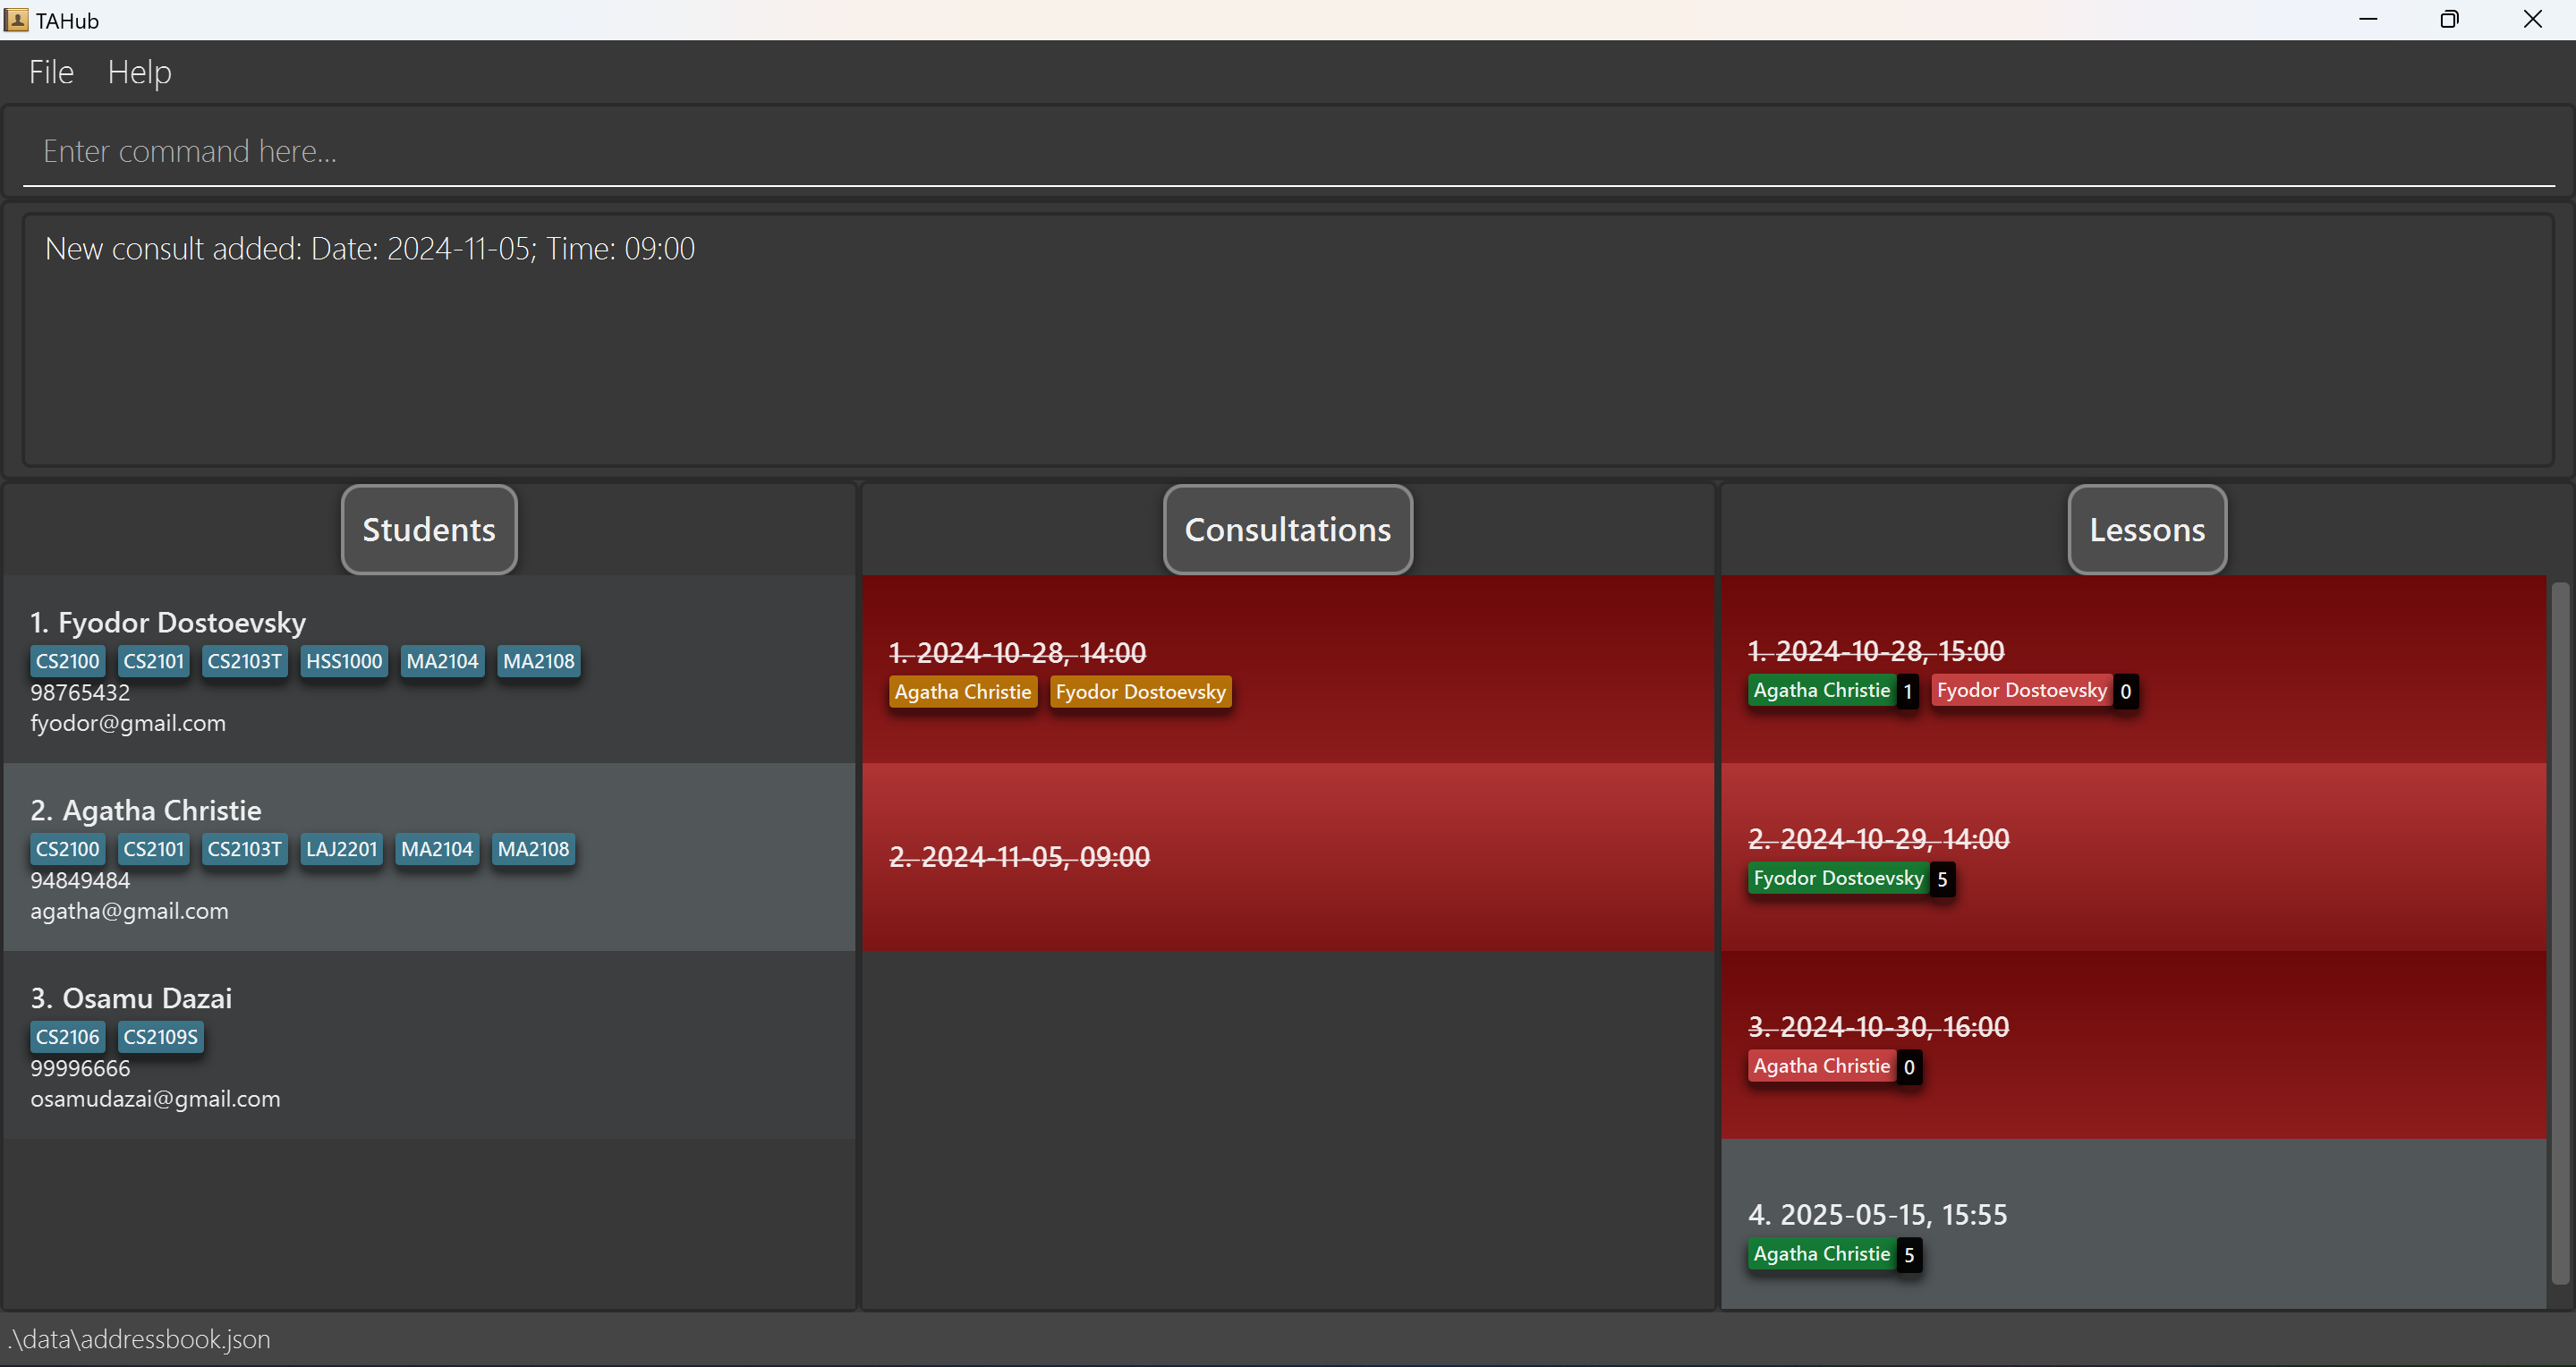 TAHub
File Help
Enter command here...
New consult added: Date: 2024-11-05; Time: 09:00
Students
1. Fyodor Dostoevsky
CS2100 CS2101 CS2103T HSS1000 MA2104 MA2108
98765432
fyodor@gmail.com
2. Agatha Christie
CS2100 CS2101 CS2103T LAJ2201 MA2104 MA2108
94849484
agatha@gmail.com
3. Osamu Dazai
CS2106 CS2109S
99996666
osamudazai@gmail.com
Consultations
1. 2024-10-28, 14:00
Agatha Christie Fyodor Dostoevsky
2. 2024-11-05, 09:00
Lessons
1. 2024-10-28, 15:00
Agatha Christie 1 Fyodor Dostoevsky 0
2. 2024-10-29, 14:00
Fyodor Dostoevsky 5
3. 2024-10-30, 16:00
Agatha Christie 0
4. 2025-05-15, 15:55
Agatha Christie 5
.\data\addressbook.json